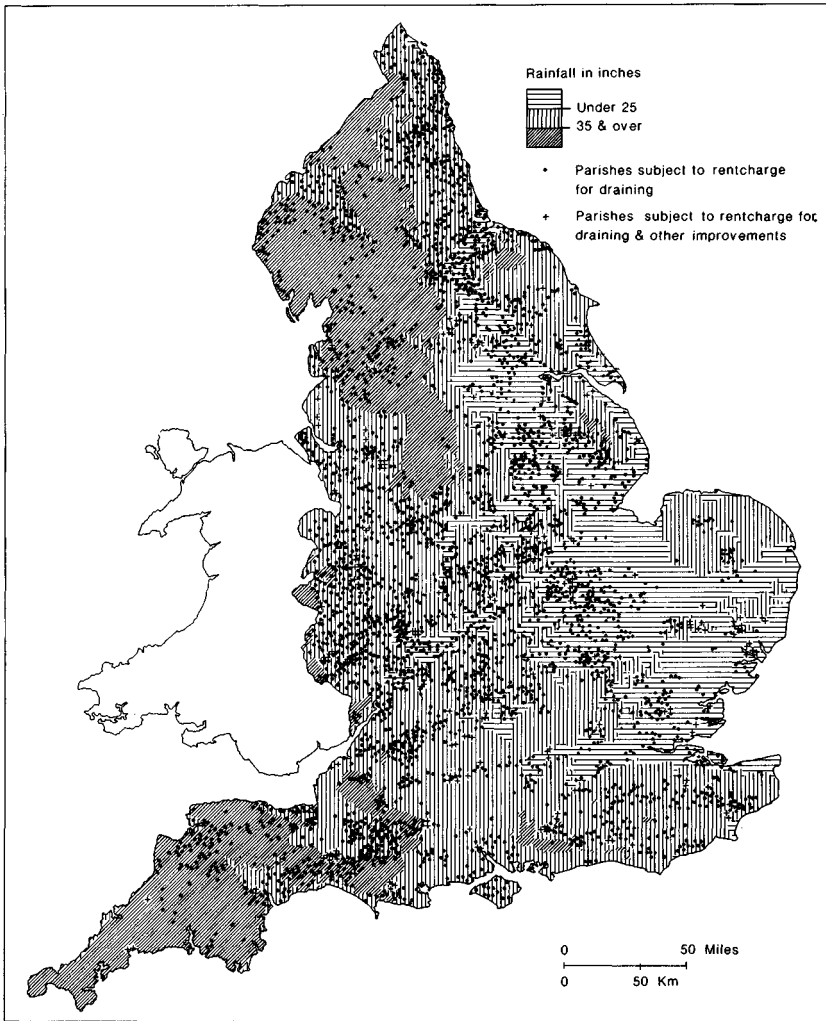 Rainfall in inches
Under 25
35 & over
Parishes subject to rentcharge
for draining
Parishes subject to rentcharge for
draining & other improvements
0 50 Miles
0 50 Km